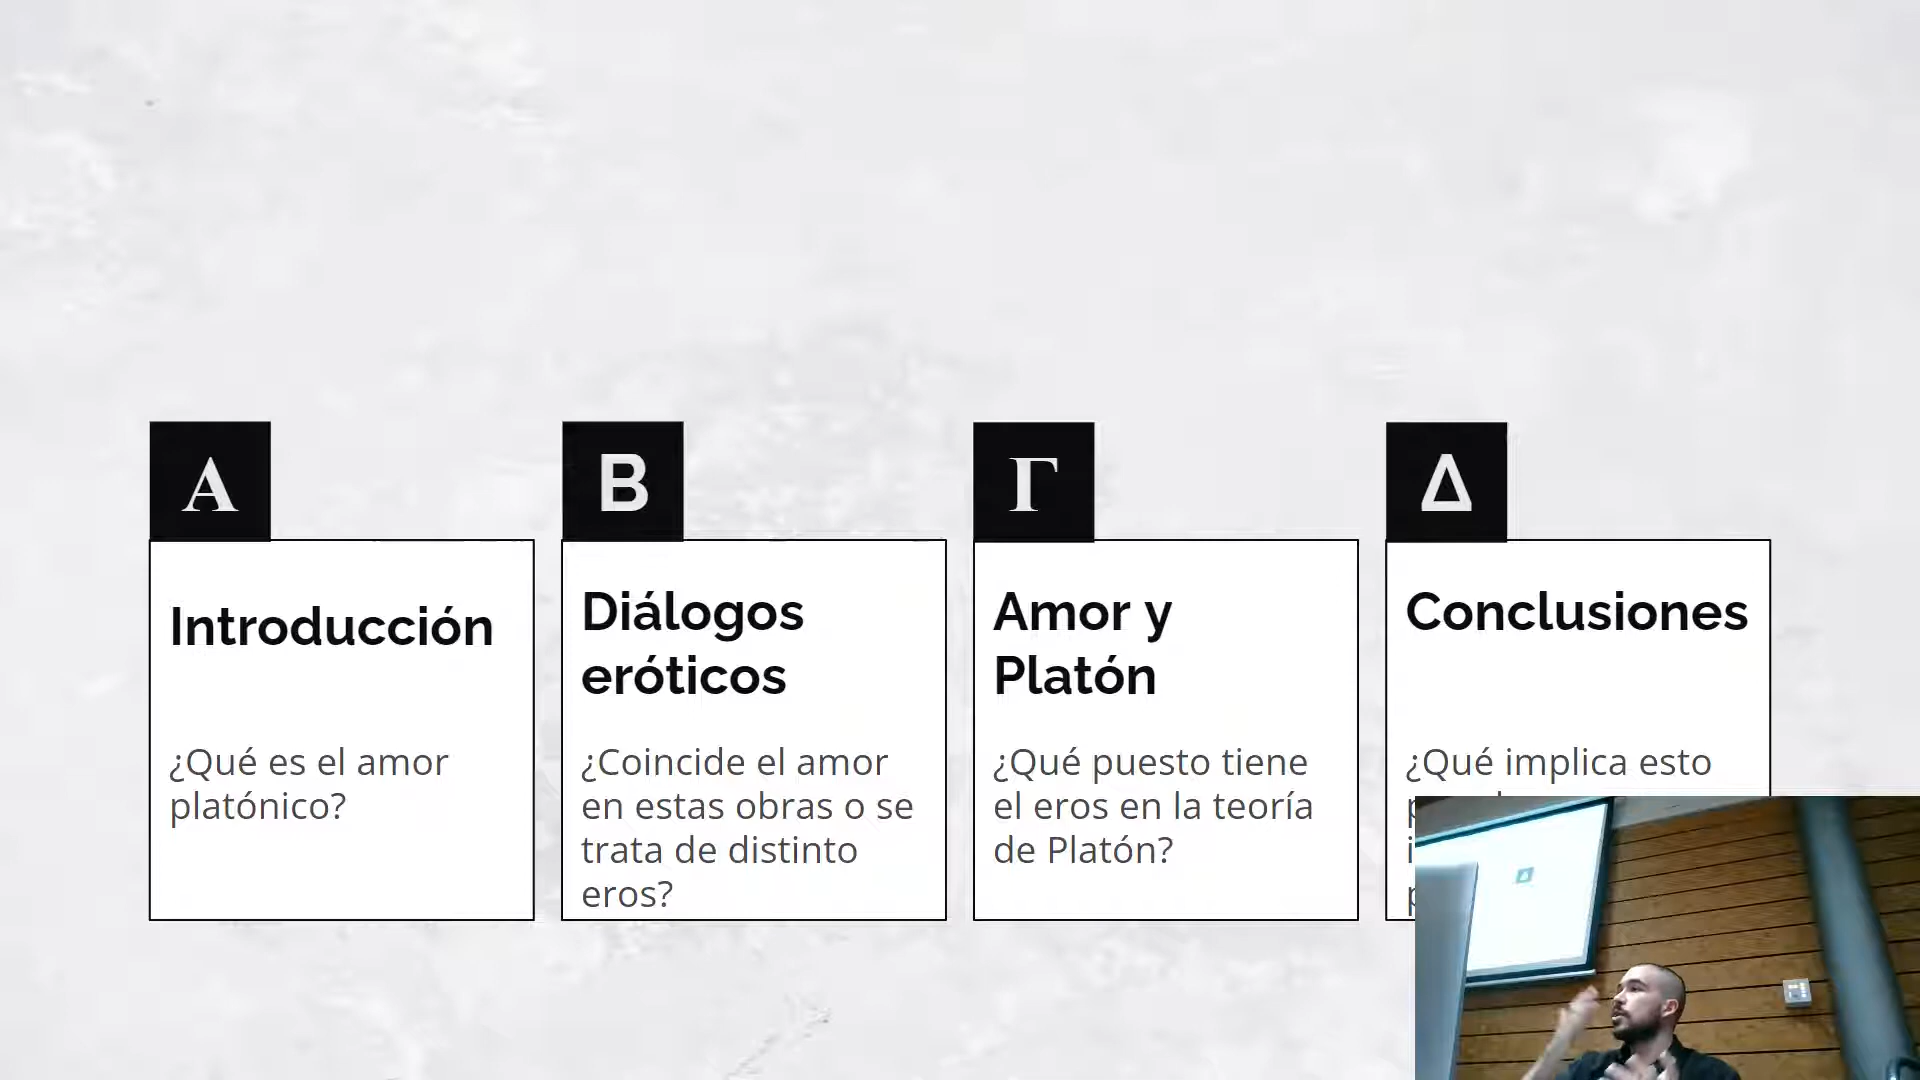 Α
Introducción
¿Qué es el amor
platónico?
Β
Diálogos
eróticos
¿Coincide el amor
en estas obras o se
trata de distinto
eros?
Γ
Amor y
Platón
¿Qué puesto tiene
el eros en la teoría
de Platón?
Δ
Conclusiones
¿Qué implica esto